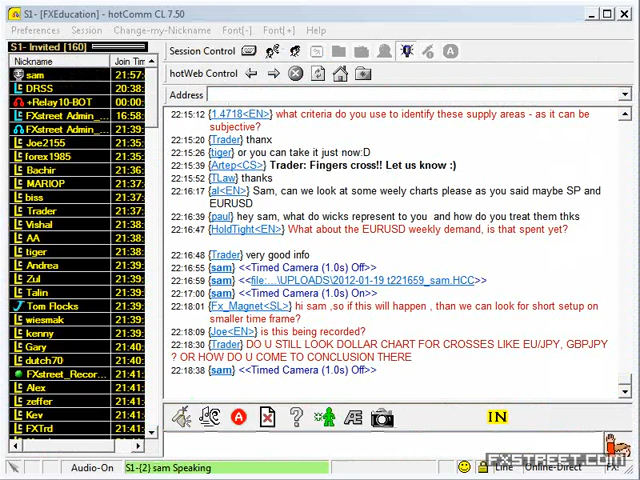 S1 - [FXEducation] - hotComm CL 7.50
Preferences Session Change-my-Nickname Font[-] Font[+] Help
S1- Invited [160]
Session Control
Nickname Join Tim
hotWeb Control
sam 21:57:
DRSS 20:38
Address
+Relay10-BOT 00:00:
FXstreet Admin_ 16:58
FXstreet Admin_ 21:38:
Joe2155 21:35
forex1985 21:35
Bachir 21:36
MARIOP 21:36
biss 21:36
Trader 21:36
Vishal 21:38
AA 21:36
tiger 21:36
Andrea 21:37
Zul 21:37
Talin 21:37
Tom Rocks 21:38
wiesmak 21:39
kenny 21:39
Gary 21:40
dutch70 21:40
FXstreet_Recor... 21:41
Alex 21:41
zeffer 21:41
Kev 21:41
FXTrd 21:41
22:15:12 {1.4718<EN>} what criteria do you use to identify these supply areas - as it can be
subjective?
22:15:20 {Trader} thanx
22:15:26 {tiger} or you can take it just now:D
22:15:39 {Artep<CS>} Trader: Fingers cross!! Let us know :)
22:15:52 {TLaw} thanks
22:16:17 {al<EN>} Sam, can we look at some weely charts please as you said maybe SP and
EURUSD
22:16:39 {paul} hey sam, what do wicks represent to you and how do you treat them thks
22:16:47 {HoldTight<EN>} What about the EURUSD weekly demand, is that spent yet?
22:16:48 {Trader} very good info
22:16:55 {sam} <<Timed Camera (1.0s) Off>>
22:16:59 {sam} <<file:...\UPLOADS\2012-01-19 t221659_sam.HCC>>
22:17:00 {sam} <<Timed Camera (1.0s) On>>
22:18:01 {Fx_Magnet<SL>} hi sam ,so if this will happen , than we can look for short setup on
smaller time frame?
22:18:09 {Joe<EN>} is this being recorded?
22:18:30 {Trader} DO U STILL LOOK DOLLAR CHART FOR CROSSES LIKE EU/JPY, GBPJPY
? OR HOW DO U COME TO CONCLUSION THERE
22:18:38 {sam} <<Timed Camera (1.0s) Off>>
IN
Audio-On S1-{2} sam Speaking Line Online-Direct FX:
FXSTREET.COM